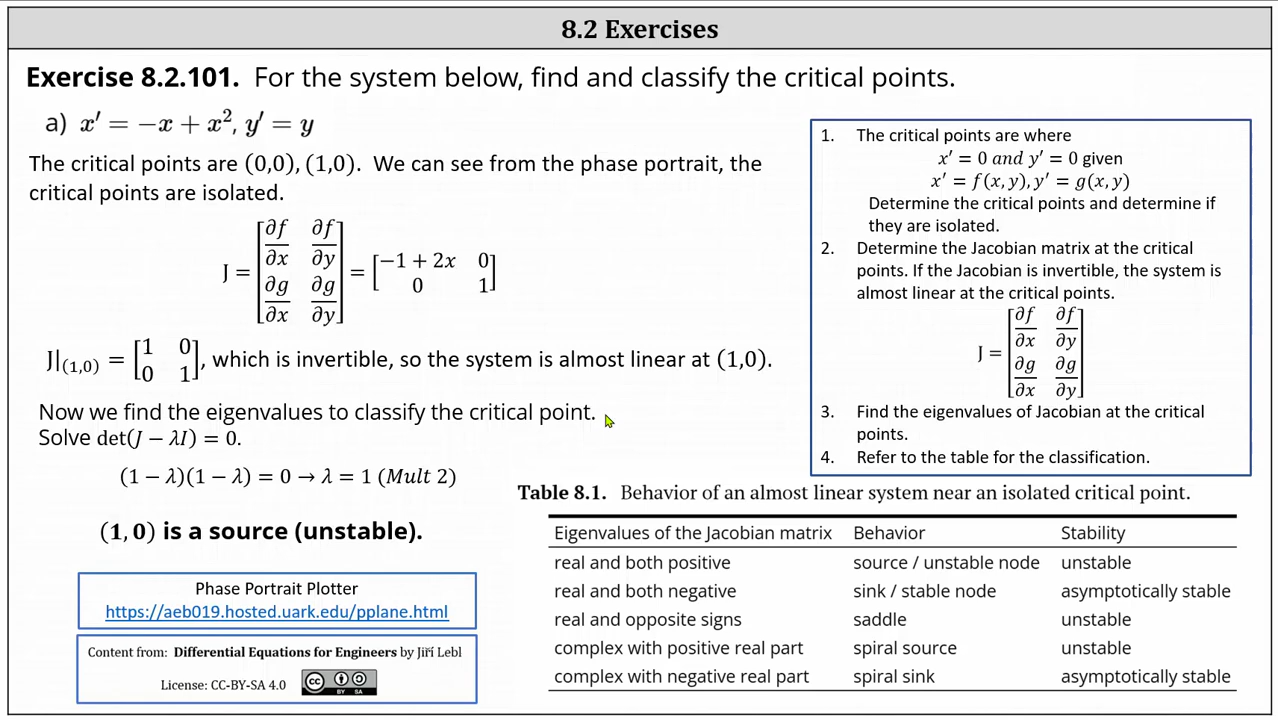 8.2 Exercises
Exercise 8.2.101. For the system below, find and classify the critical points.
a) x′ = −x + x², y′ = y
The critical points are (0,0), (1,0). We can see from the phase portrait, the
critical points are isolated.
J = [∂f/∂x ∂f/∂y; ∂g/∂x ∂g/∂y] = [−1 + 2x 0; 0 1]
J|(1,0) = [1 0; 0 1], which is invertible, so the system is almost linear at (1,0).
Now we find the eigenvalues to classify the critical point.
Solve det(J − λI) = 0.
(1 − λ)(1 − λ) = 0 → λ = 1 (Mult 2)
(1, 0) is a source (unstable).
Phase Portrait Plotter
https://aeb019.hosted.uark.edu/pplane.html
Content from: Differential Equations for Engineers by Jiří Lebl
License: CC-BY-SA 4.0
cc BY SA
1. The critical points are where
x′ = 0 and y′ = 0 given
x′ = f(x, y), y′ = g(x, y)
Determine the critical points and determine if
they are isolated.
2. Determine the Jacobian matrix at the critical
points. If the Jacobian is invertible, the system is
almost linear at the critical points.
J = [∂f/∂x ∂f/∂y; ∂g/∂x ∂g/∂y]
3. Find the eigenvalues of Jacobian at the critical
points.
4. Refer to the table for the classification.
Table 8.1. Behavior of an almost linear system near an isolated critical point.
Eigenvalues of the Jacobian matrix Behavior Stability
real and both positive source / unstable node unstable
real and both negative sink / stable node asymptotically stable
real and opposite signs saddle unstable
complex with positive real part spiral source unstable
complex with negative real part spiral sink asymptotically stable